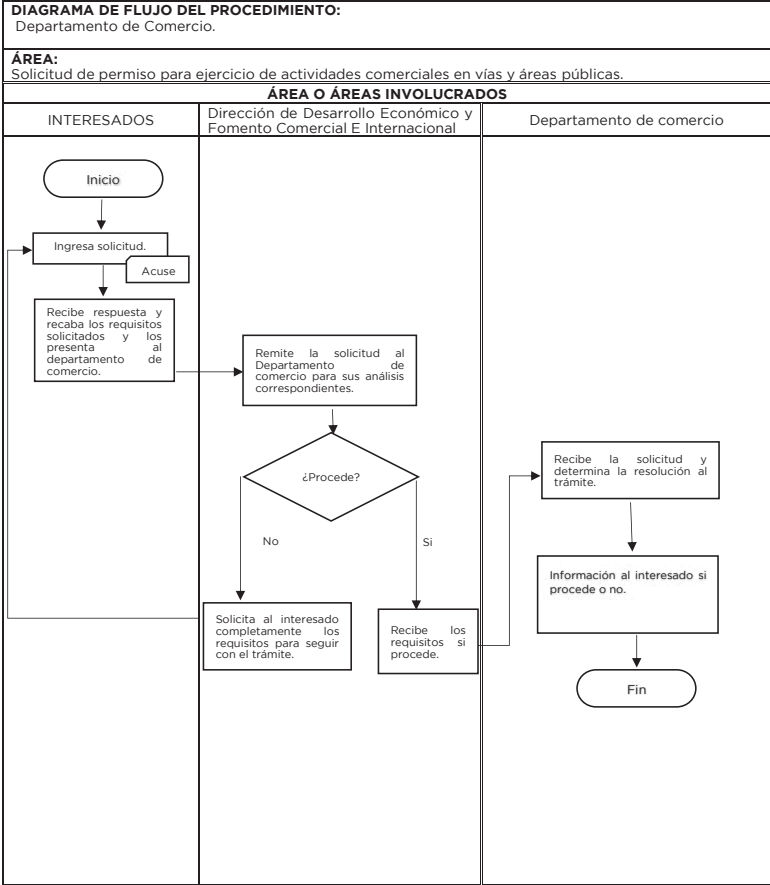 DIAGRAMA DE FLUJO DEL PROCEDIMIENTO:
Departamento de Comercio.
ÁREA:
Solicitud de permiso para ejercicio de actividades comerciales en vías y áreas públicas.
ÁREA O ÁREAS INVOLUCRADOS
INTERESADOS
Dirección de Desarrollo Económico y
Fomento Comercial E Internacional
Departamento de comercio
Inicio
Ingresa solicitud.
Acuse
Recibe respuesta y
recaba los requisitos
solicitados y los
presenta al
departamento de
comercio.
Remite la solicitud al
Departamento de
comercio para sus análisis
correspondientes.
¿Procede?
No
Si
Solicita al interesado
completamente los
requisitos para seguir
con el trámite.
Recibe los
requisitos si
procede.
Recibe la solicitud y
determina la resolución al
trámite.
Información al interesado si
procede o no.
Fin